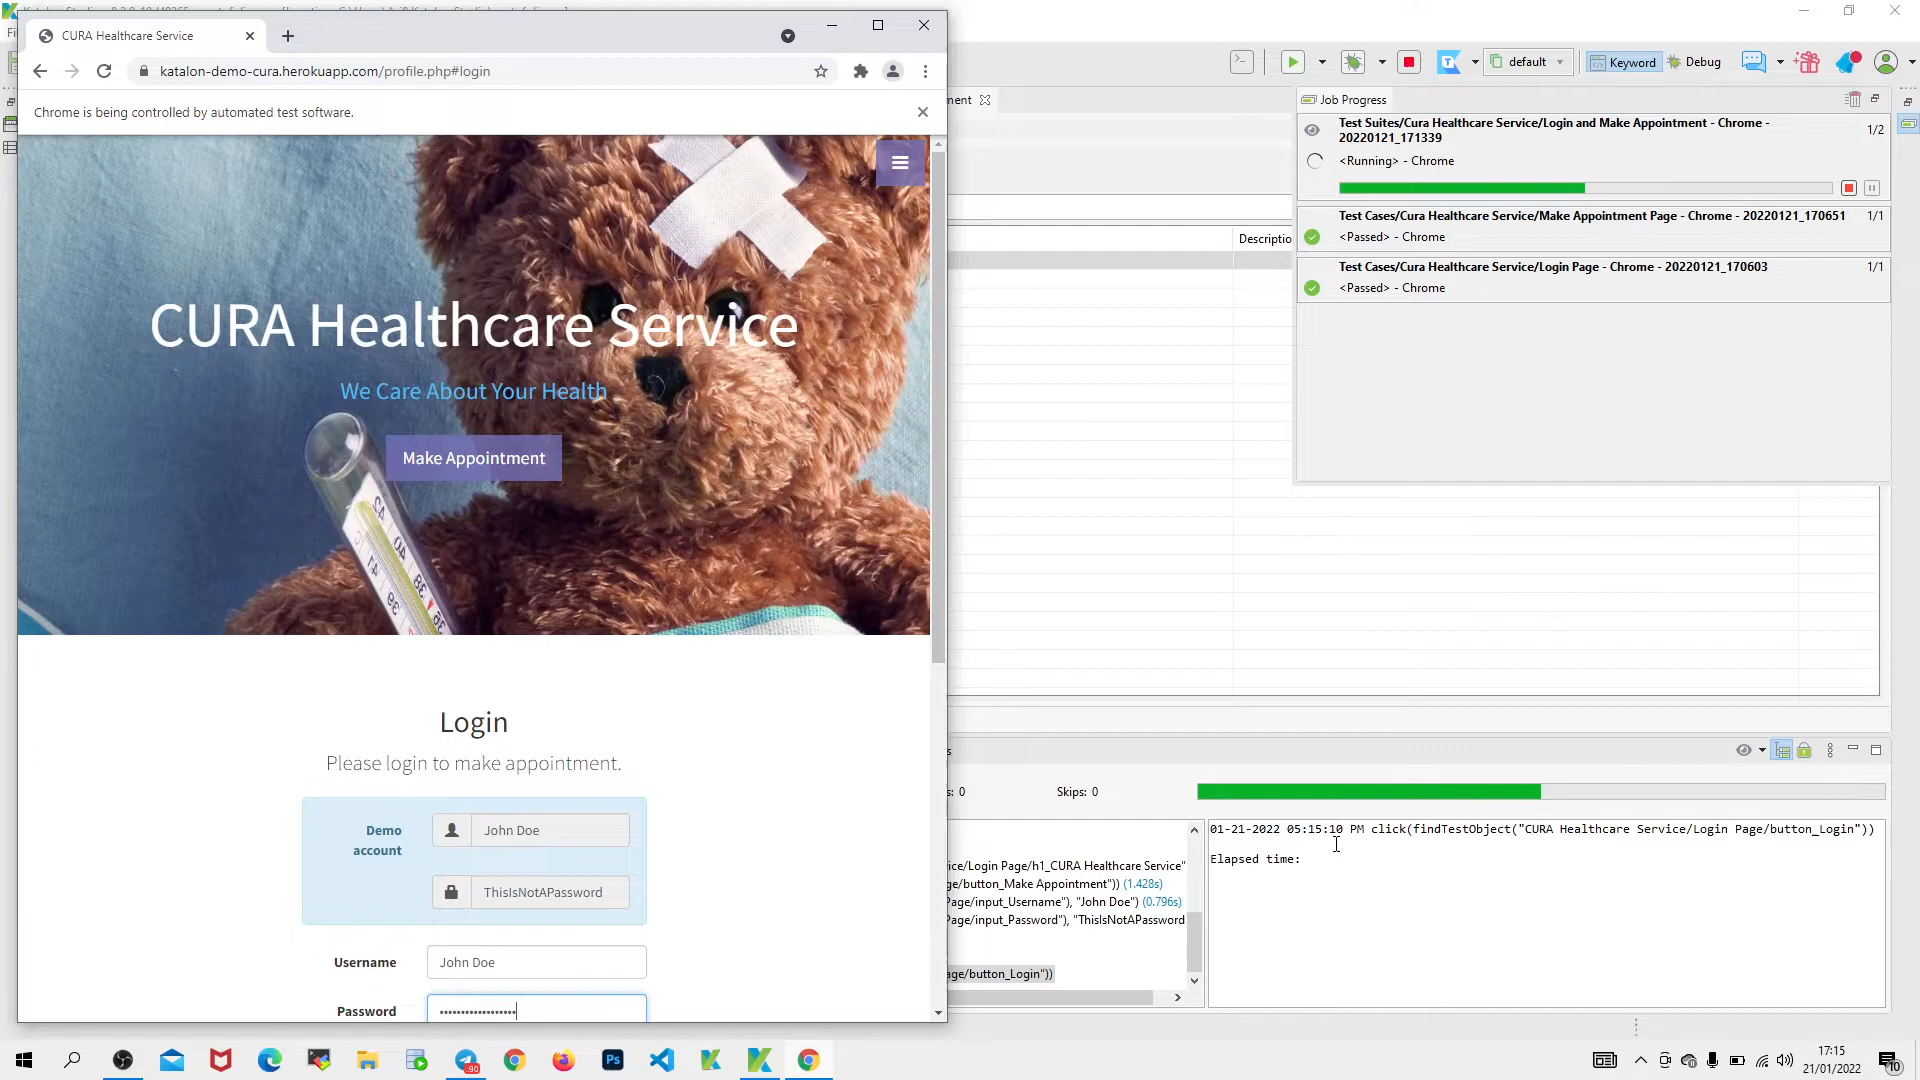 CURA Healthcare Service
katalon-demo-cura.herokuapp.com/profile.php#login
Chrome is being controlled by automated test software.
CURA Healthcare Service
We Care About Your Health
Make Appointment
Login
Please login to make appointment.
Demo account
John Doe
ThisIsNotAPassword
Username
John Doe
Password
••••••••••••••••••
default
Keyword
Debug
ment
Job Progress
Test Suites/Cura Healthcare Service/Login and Make Appointment - Chrome -
20220121_171339
1/2
<Running> - Chrome
Test Cases/Cura Healthcare Service/Make Appointment Page - Chrome - 20220121_170651
1/1
<Passed> - Chrome
Test Cases/Cura Healthcare Service/Login Page - Chrome - 20220121_170603
1/1
<Passed> - Chrome
Descriptio
s: 0
Skips: 0
ice/Login Page/h1_CURA Healthcare Service"
ge/button_Make Appointment")) (1.428s)
Page/input_Username"), "John Doe") (0.796s)
Page/input_Password"), "ThisIsNotAPassword
age/button_Login"))
01-21-2022 05:15:10 PM click(findTestObject("CURA Healthcare Service/Login Page/button_Login"))
Elapsed time:
Ps
90
17:15
21/01/2022
10